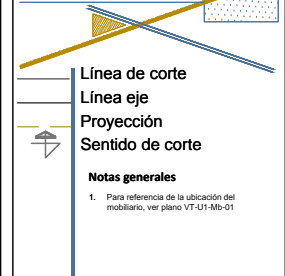 Línea de corte
Línea eje
Proyección
Sentido de corte
Notas generales
1. Para referencia de la ubicación del
mobiliario, ver plano VT-U1-Mb-01